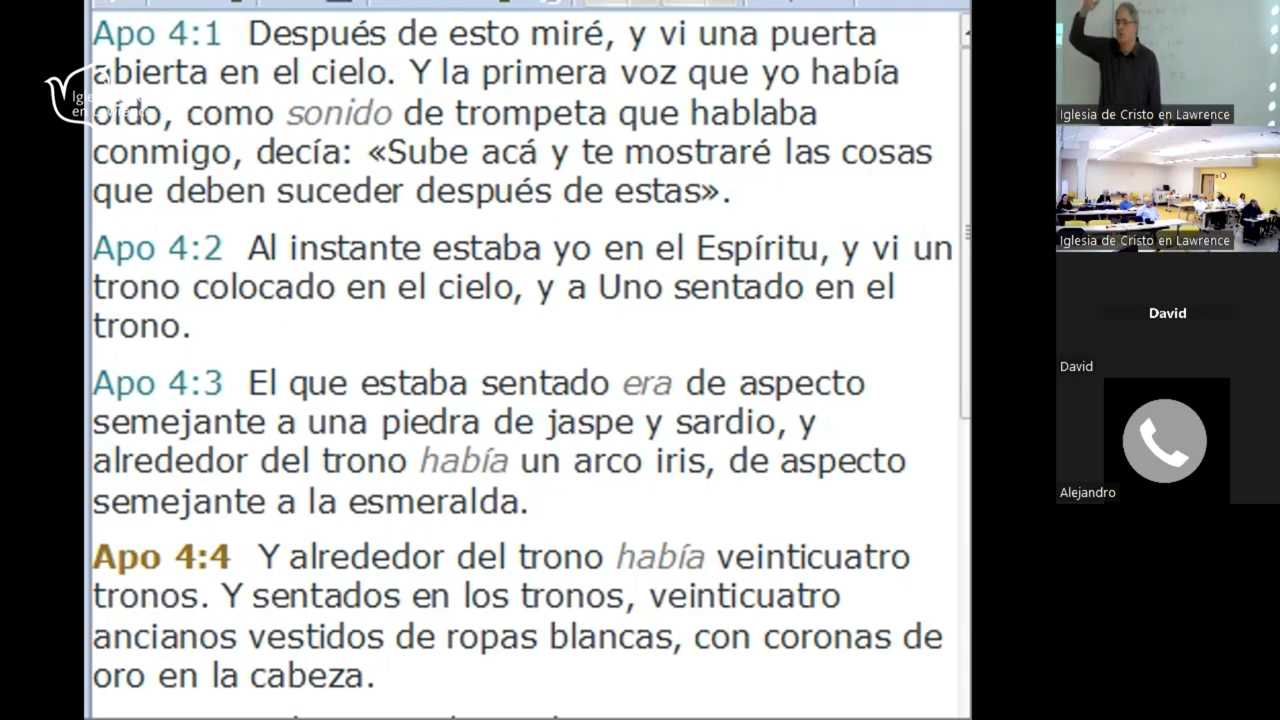 Apo 4:1 Después de esto miré, y vi una puerta
abierta en el cielo. Y la primera voz que yo había
oído, como sonido de trompeta que hablaba
conmigo, decía: «Sube acá y te mostraré las cosas
que deben suceder después de estas».
Apo 4:2 Al instante estaba yo en el Espíritu, y vi un
trono colocado en el cielo, y a Uno sentado en el
trono.
Apo 4:3 El que estaba sentado era de aspecto
semejante a una piedra de jaspe y sardio, y
alrededor del trono había un arco iris, de aspecto
semejante a la esmeralda.
Apo 4:4 Y alrededor del trono había veinticuatro
tronos. Y sentados en los tronos, veinticuatro
ancianos vestidos de ropas blancas, con coronas de
oro en la cabeza.
Iglesia de Cristo en Lawrence
Iglesia de Cristo en Lawrence
David
David
Alejandro